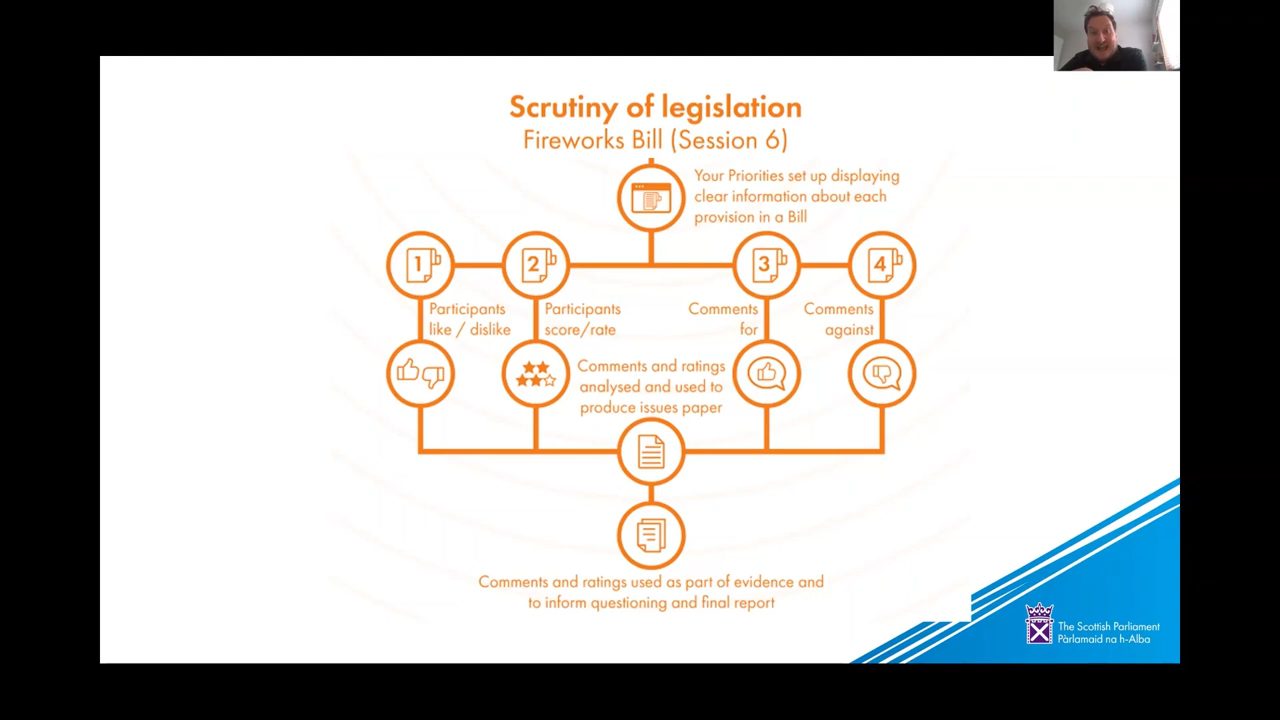 Scrutiny of legislation
Fireworks Bill (Session 6)
Your Priorities set up displaying
clear information about each
provision in a Bill
1
2
3
4
Participants
like / dislike
Participants
score/rate
Comments
for
Comments
against
Comments and ratings
analysed and used to
produce issues paper
Comments and ratings used as part of evidence and
to inform questioning and final report
The Scottish Parliament
Pàrlamaid na h-Alba